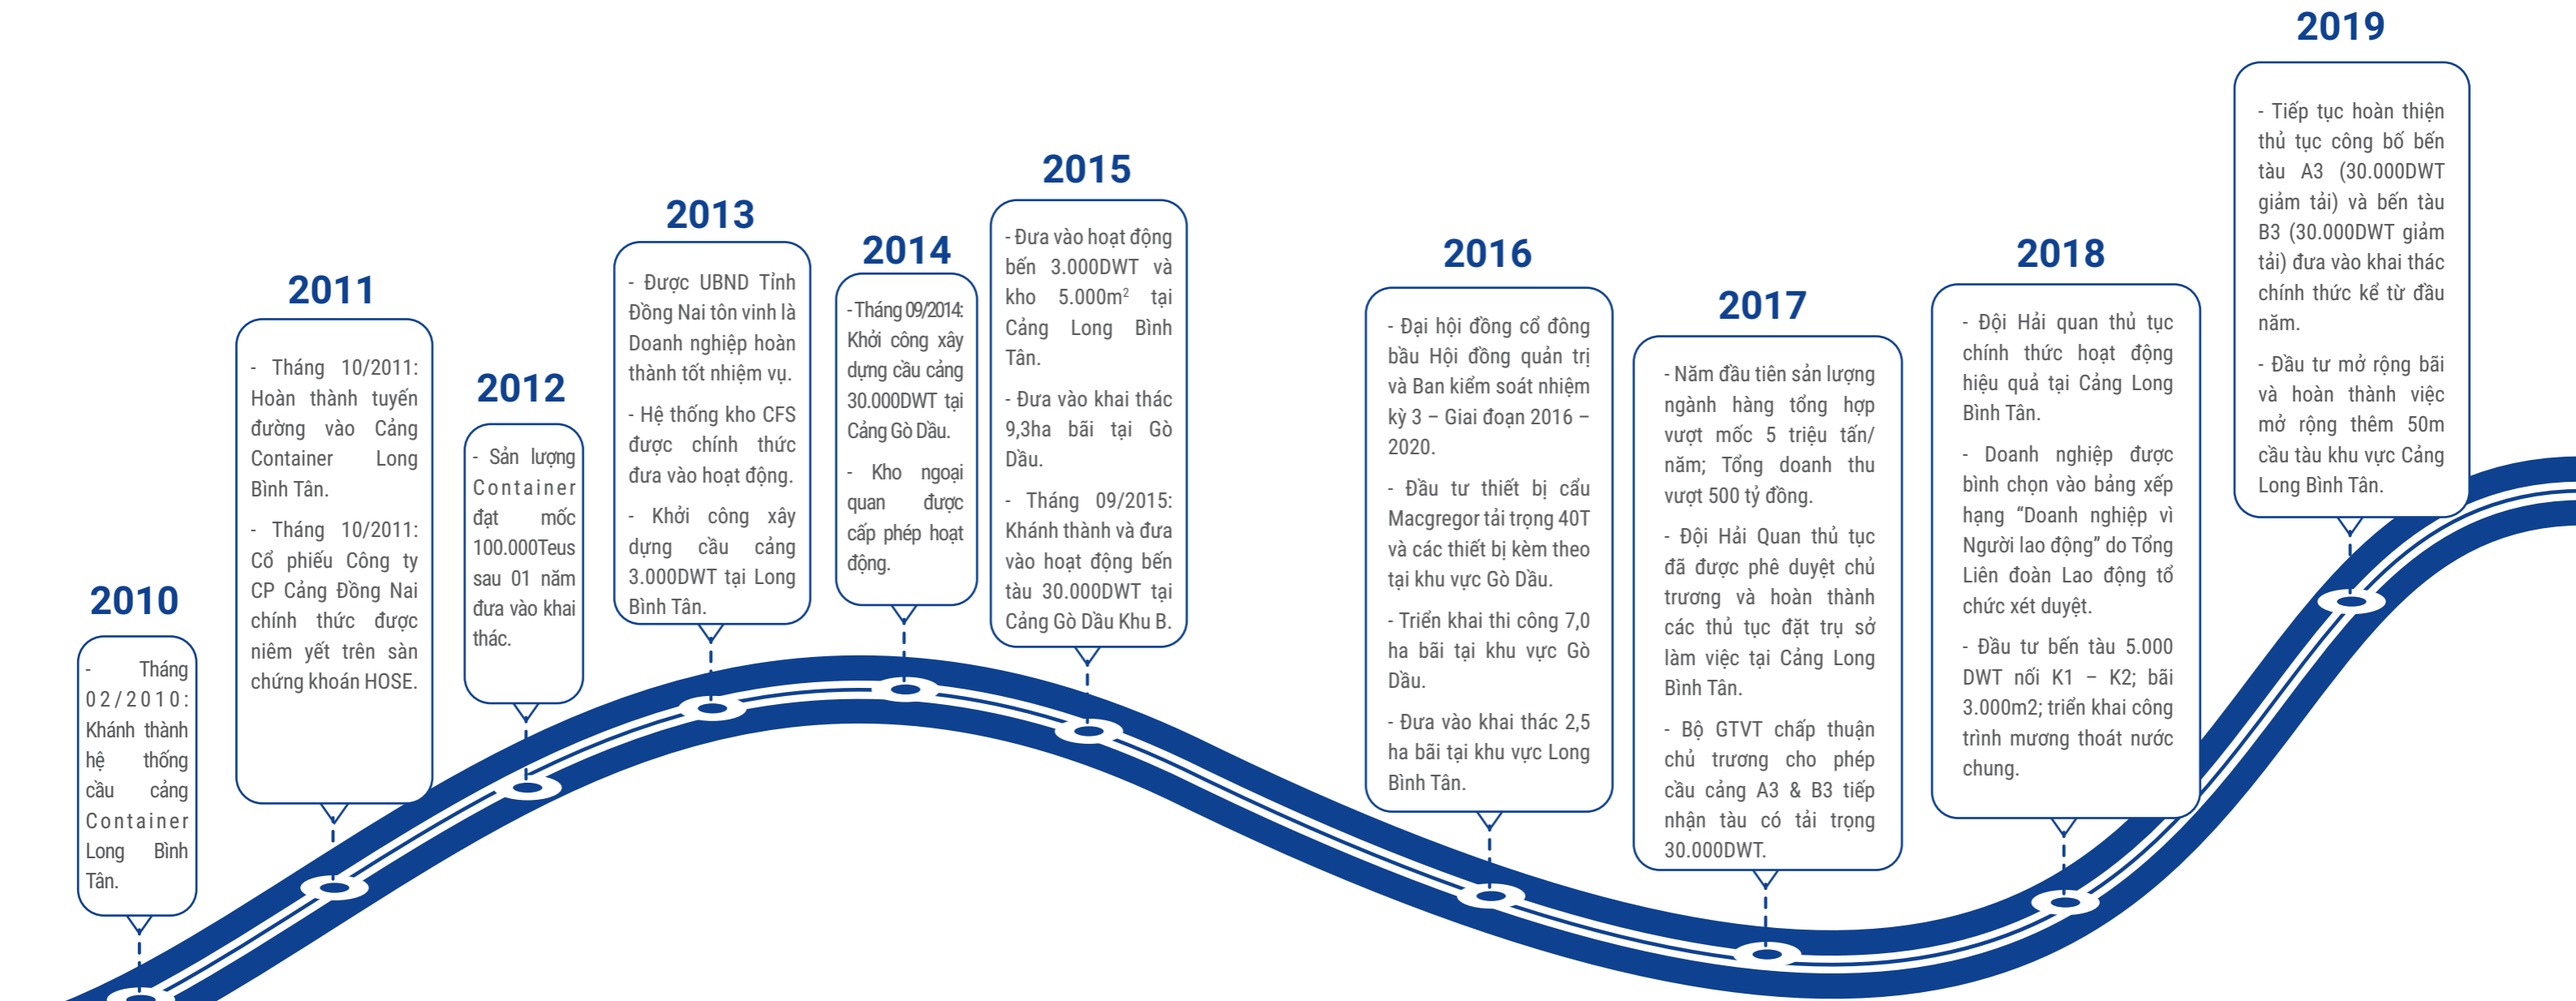 2010
- Tháng
02/2010:
Khánh thành
hệ thống
cầu cảng
Container
Long Bình
Tân.
2011
- Tháng 10/2011:
Hoàn thành tuyến
đường vào Cảng
Container Long
Bình Tân.
- Tháng 10/2011:
Cổ phiếu Công ty
CP Cảng Đồng Nai
chính thức được
niêm yết trên sàn
chứng khoán HOSE.
2012
- Sản lượng
Container
đạt mốc
100.000Teus
sau 01 năm
đưa vào khai
thác.
2013
- Được UBND Tỉnh
Đồng Nai tôn vinh là
Doanh nghiệp hoàn
thành tốt nhiệm vụ.
- Hệ thống kho CFS
được chính thức
đưa vào hoạt động.
- Khởi công xây
dựng cầu cảng
3.000DWT tại Long
Bình Tân.
2014
- Tháng 09/2014:
Khởi công xây
dựng cầu cảng
30.000DWT tại
Cảng Gò Dầu.
- Kho ngoại
quan được
cấp phép hoạt
động.
2015
- Đưa vào hoạt động
bến 3.000DWT và
kho 5.000m² tại
Cảng Long Bình
Tân.
- Đưa vào khai thác
9,3ha bãi tại Gò
Dầu.
- Tháng 09/2015:
Khánh thành và đưa
vào hoạt động bến
tàu 30.000DWT tại
Cảng Gò Dầu Khu B.
2016
- Đại hội đồng cổ đông
bầu Hội đồng quản trị
và Ban kiểm soát nhiệm
kỳ 3 – Giai đoạn 2016 –
2020.
- Đầu tư thiết bị cẩu
Macgregor tải trọng 40T
và các thiết bị kèm theo
tại khu vực Gò Dầu.
- Triển khai thi công 7,0
ha bãi tại khu vực Gò
Dầu.
- Đưa vào khai thác 2,5
ha bãi tại khu vực Long
Bình Tân.
2017
- Năm đầu tiên sản lượng
ngành hàng tổng hợp
vượt mốc 5 triệu tấn/
năm; Tổng doanh thu
vượt 500 tỷ đồng.
- Đội Hải Quan thủ tục
đã được phê duyệt chủ
trương và hoàn thành
các thủ tục đặt trụ sở
làm việc tại Cảng Long
Bình Tân.
- Bộ GTVT chấp thuận
chủ trương cho phép
cầu cảng A3 & B3 tiếp
nhận tàu có tải trọng
30.000DWT.
2018
- Đội Hải quan thủ tục
chính thức hoạt động
hiệu quả tại Cảng Long
Bình Tân.
- Doanh nghiệp được
bình chọn vào bảng xếp
hạng “Doanh nghiệp vì
Người lao động” do Tổng
Liên đoàn Lao động tổ
chức xét duyệt.
- Đầu tư bến tàu 5.000
DWT nối K1 – K2; bãi
3.000m2; triển khai công
trình mương thoát nước
chung.
2019
- Tiếp tục hoàn thiện
thủ tục công bố bến
tàu A3 (30.000DWT
giảm tải) và bến tàu
B3 (30.000DWT giảm
tải) đưa vào khai thác
chính thức kể từ đầu
năm.
- Đầu tư mở rộng bãi
và hoàn thành việc
mở rộng thêm 50m
cầu tàu khu vực Cảng
Long Bình Tân.